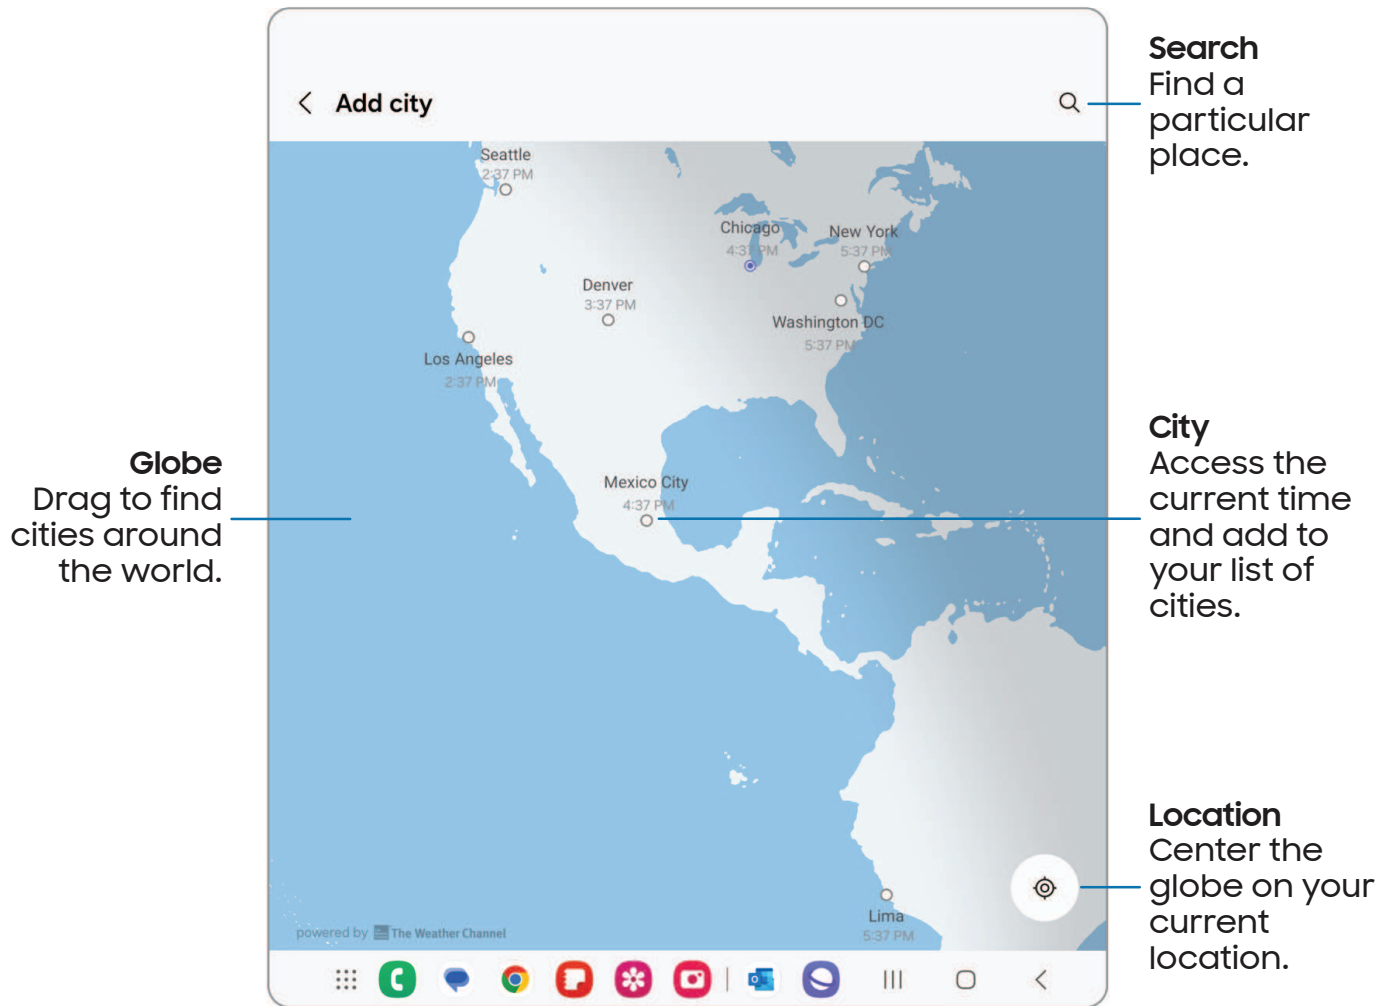 Search
Find a
particular
place.
Add city
Seattle
2:37 PM
Chicago
4:37 PM
New York
5:37 PM
Denver
3:37 PM
Washington DC
5:37 PM
Los Angeles
2:37 PM
Globe
Drag to find
cities around
the world.
Mexico City
4:37 PM
City
Access the
current time
and add to
your list of
cities.
Location
Center the
globe on your
current
location.
Lima
5:37 PM
powered by The Weather Channel